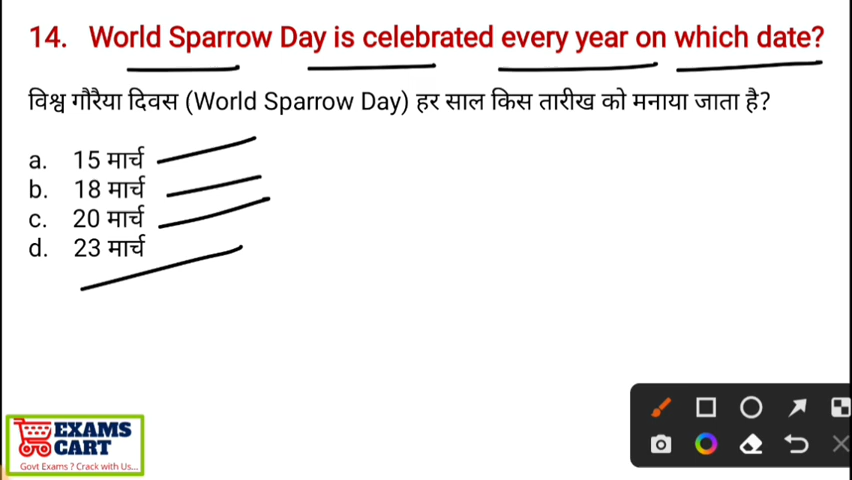 14. World Sparrow Day is celebrated every year on which date?
विश्व गौरैया दिवस (World Sparrow Day) हर साल किस तारीख को मनाया जाता है?
a. 15 मार्च
b. 18 मार्च
c. 20 मार्च
d. 23 मार्च
EXAMS
CART
Govt Exams ? Crack with Us...